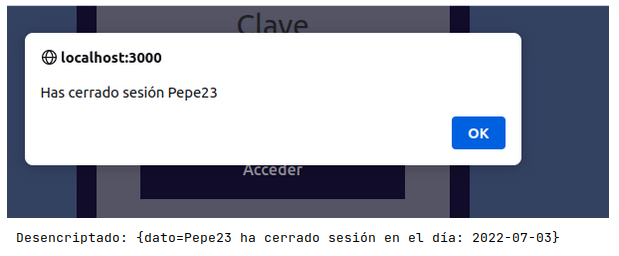 Clave
localhost:3000
Has cerrado sesión Pepe23
OK
Acceder
Desencriptado: {dato=Pepe23 ha cerrado sesión en el día: 2022-07-03}